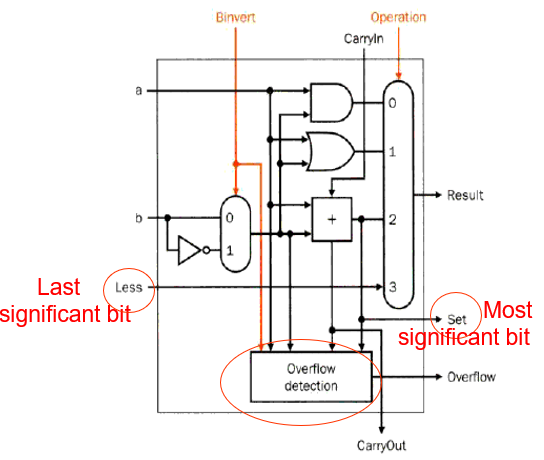 Binvert
Operation
CarryIn
a
0
1
b
0
1
+
2
Result
Less
3
Last
significant bit
Set
Most
significant bit
Overflow
detection
Overflow
CarryOut